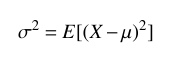 σ² = E[(X − μ)²]